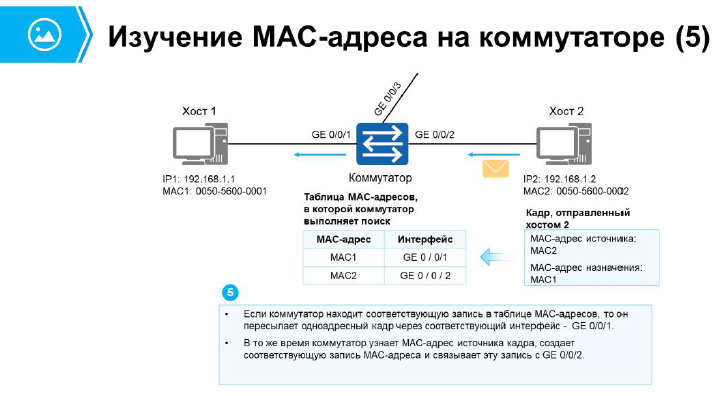 Изучение MAC-адреса на коммутаторе (5)
GE 0/0/3
Хост 1
Хост 2
GE 0/0/1
GE 0/0/2
IP1: 192.168.1.1
MAC1: 0050-5600-0001
Коммутатор
IP2: 192.168.1.2
MAC2: 0050-5600-0002
Таблица MAC-адресов,
в которой коммутатор
выполняет поиск
MAC-адрес Интерфейс
MAC1 GE 0 / 0/1
MAC2 GE 0 / 0 / 2
Кадр, отправленный
хостом 2
MAC-адрес источника:
MAC2
MAC-адрес назначения:
MAC1
5
• Если коммутатор находит соответствующую запись в таблице MAC-адресов, то он
пересылает одноадресный кадр через соответствующий интерфейс - GE 0/0/1.
• В то же время коммутатор узнает MAC-адрес источника кадра, создает
соответствующую запись MAC-адреса и связывает эту запись с GE 0/0/2.